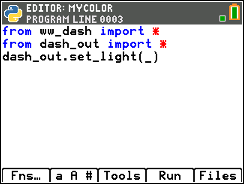 EDITOR: MYCOLOR
PROGRAM LINE 0003
from ww_dash import *
from dash_out import *
dash_out.set_light(_)
Fns… a A # Tools Run Files